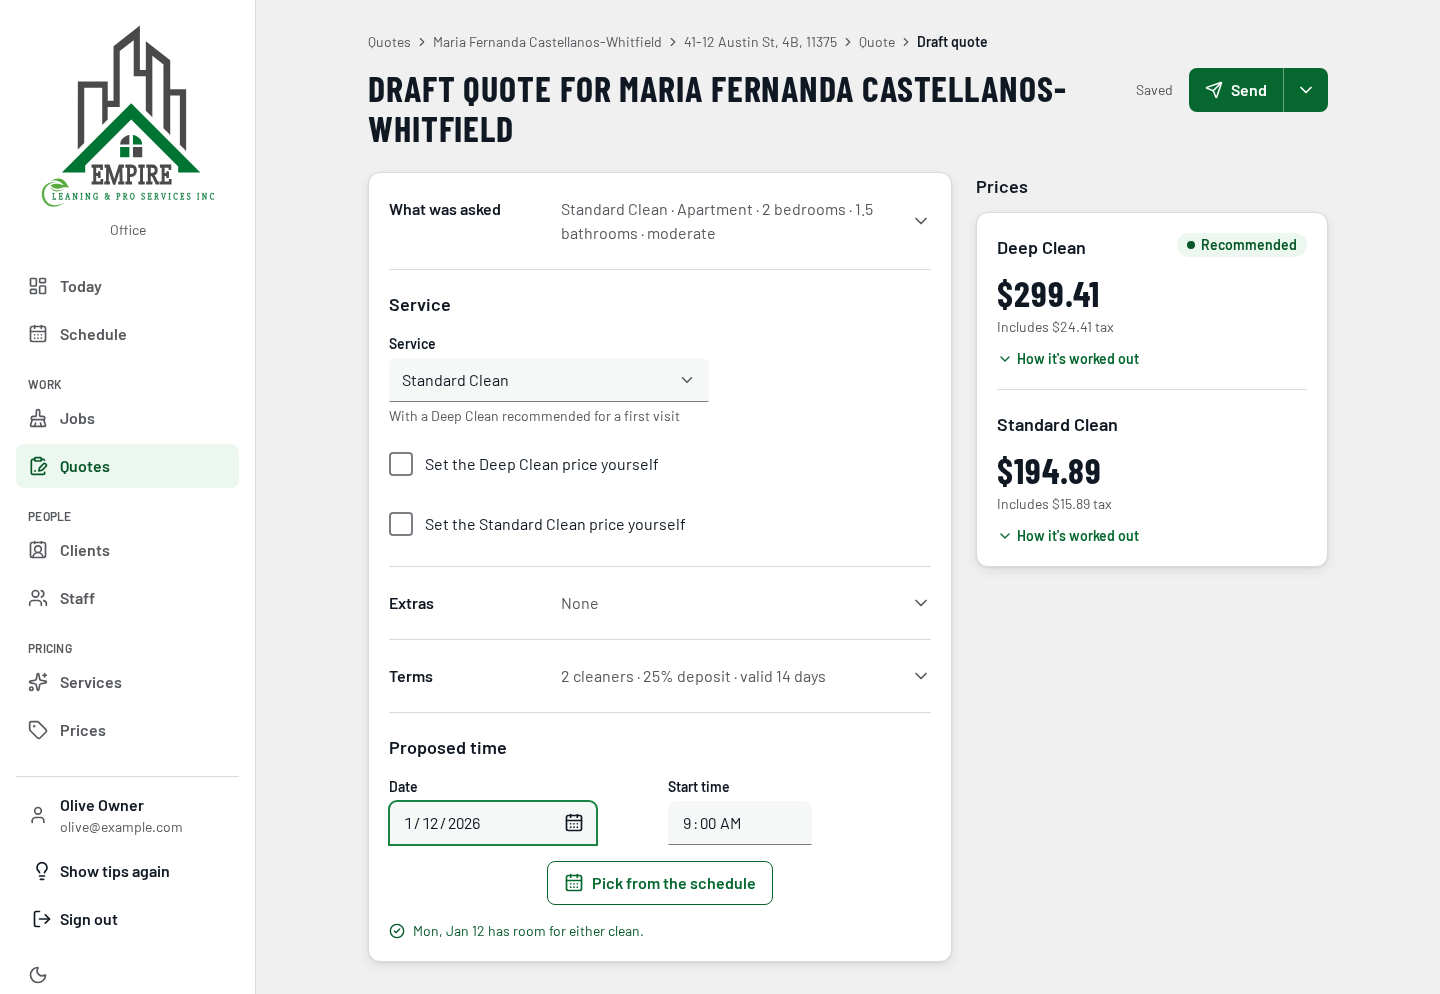 EMPIRE
LEANING & PRO SERVICES INC
Office
Today
Schedule
WORK
Jobs
Quotes
PEOPLE
Clients
Staff
PRICING
Services
Prices
Olive Owner
olive@example.com
Show tips again
Sign out
Quotes > Maria Fernanda Castellanos-Whitfield > 41-12 Austin St, 4B, 11375 > Quote > Draft quote
DRAFT QUOTE FOR MARIA FERNANDA CASTELLANOS-
WHITFIELD
Saved
Send
What was asked
Standard Clean · Apartment · 2 bedrooms · 1.5
bathrooms · moderate
Service
Service
Standard Clean
With a Deep Clean recommended for a first visit
Set the Deep Clean price yourself
Set the Standard Clean price yourself
Extras
None
Terms
2 cleaners · 25% deposit · valid 14 days
Proposed time
Date
Start time
1/12/2026
9:00 AM
Pick from the schedule
Mon, Jan 12 has room for either clean.
Prices
Deep Clean
Recommended
$299.41
Includes $24.41 tax
How it's worked out
Standard Clean
$194.89
Includes $15.89 tax
How it's worked out